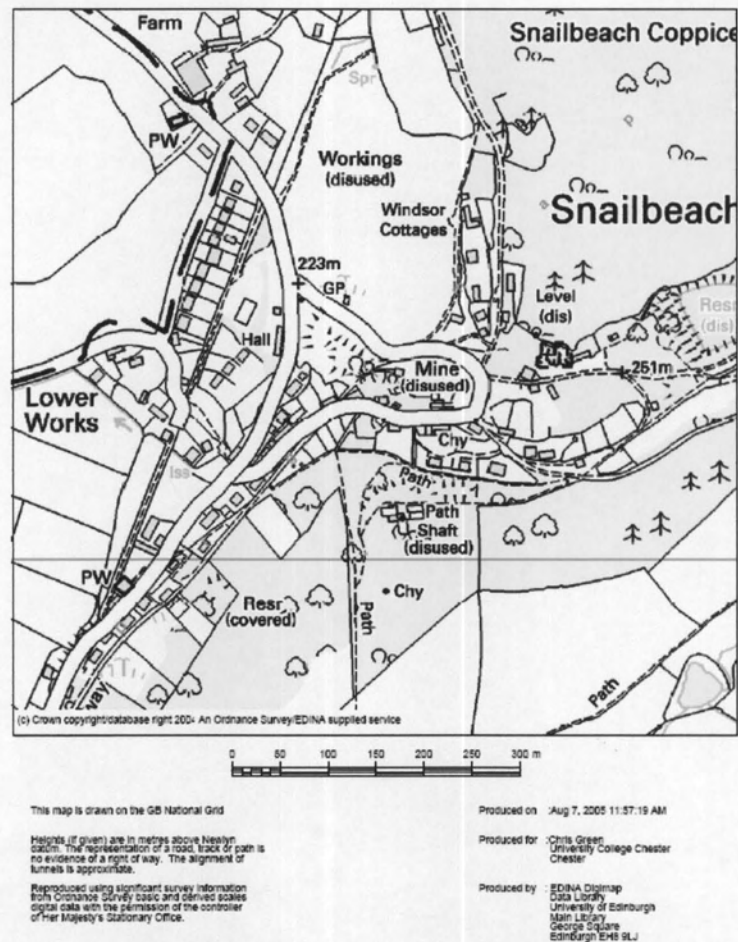 Farm
Snailbeach Coppice
Spr
PW
Workings
(disused)
Windsor
Cottages
Snailbeach
223m
GP
Level
(dis)
Resr
(dis)
Hall
Mine
(disused)
251m
Lower
Works
Chy
Iss
Path
Path
Shaft
(disused)
PW
Chy
Resr
(covered)
Path
Path
way
(c) Crown copyright/database right 2004 An Ordnance Survey/EDINA supplied service
0 50 100 150 200 250 300 m
This map is drawn on the GB National Grid
Produced on :Aug 7, 2005 11:57:19 AM
Heights (if given) are in metres above Newlyn
datum. The representation of a road, track or path is
no evidence of a right of way. The alignment of
tunnels is approximate.
Produced for :Chris Green
University College Chester
Chester
Reproduced using significant survey information
from Ordnance Survey basic and derived scales
digital data with the permission of the controller
of Her Majesty's Stationary Office.
Produced by : EDINA Digimap
Data Library
University of Edinburgh
Main Library
George Square
Edinburgh EH8 9LJ